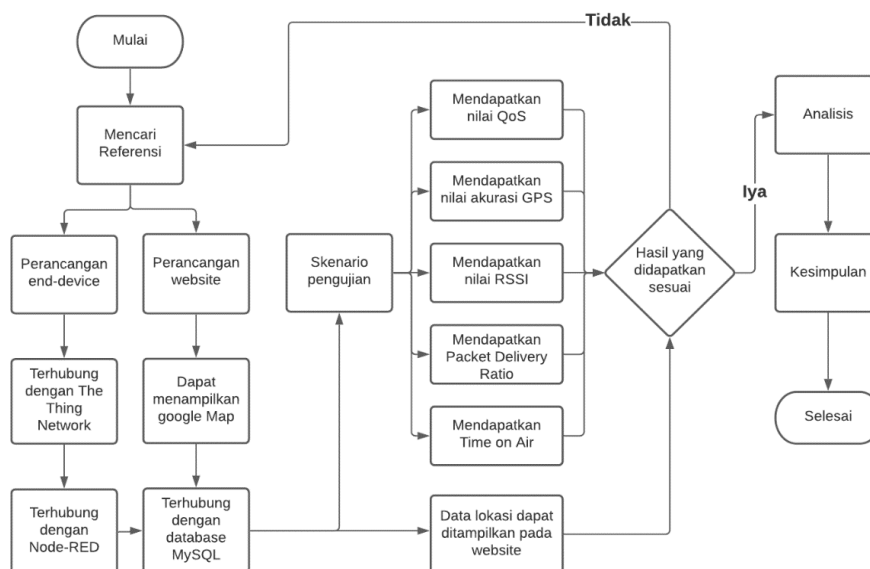 Mulai
Tidak
Mencari
Referensi
Perancangan
end-device
Perancangan
website
Terhubung
dengan The
Thing
Network
Dapat
menampilkan
google Map
Terhubung
dengan
Node-RED
Terhubung
dengan
database
MySQL
Skenario
pengujian
Mendapatkan
nilai QoS
Mendapatkan
nilai akurasi GPS
Mendapatkan
nilai RSSI
Mendapatkan
Packet Delivery
Ratio
Mendapatkan
Time on Air
Data lokasi dapat
ditampilkan pada
website
Hasil yang
didapatkan
sesuai
Iya
Analisis
Kesimpulan
Selesai